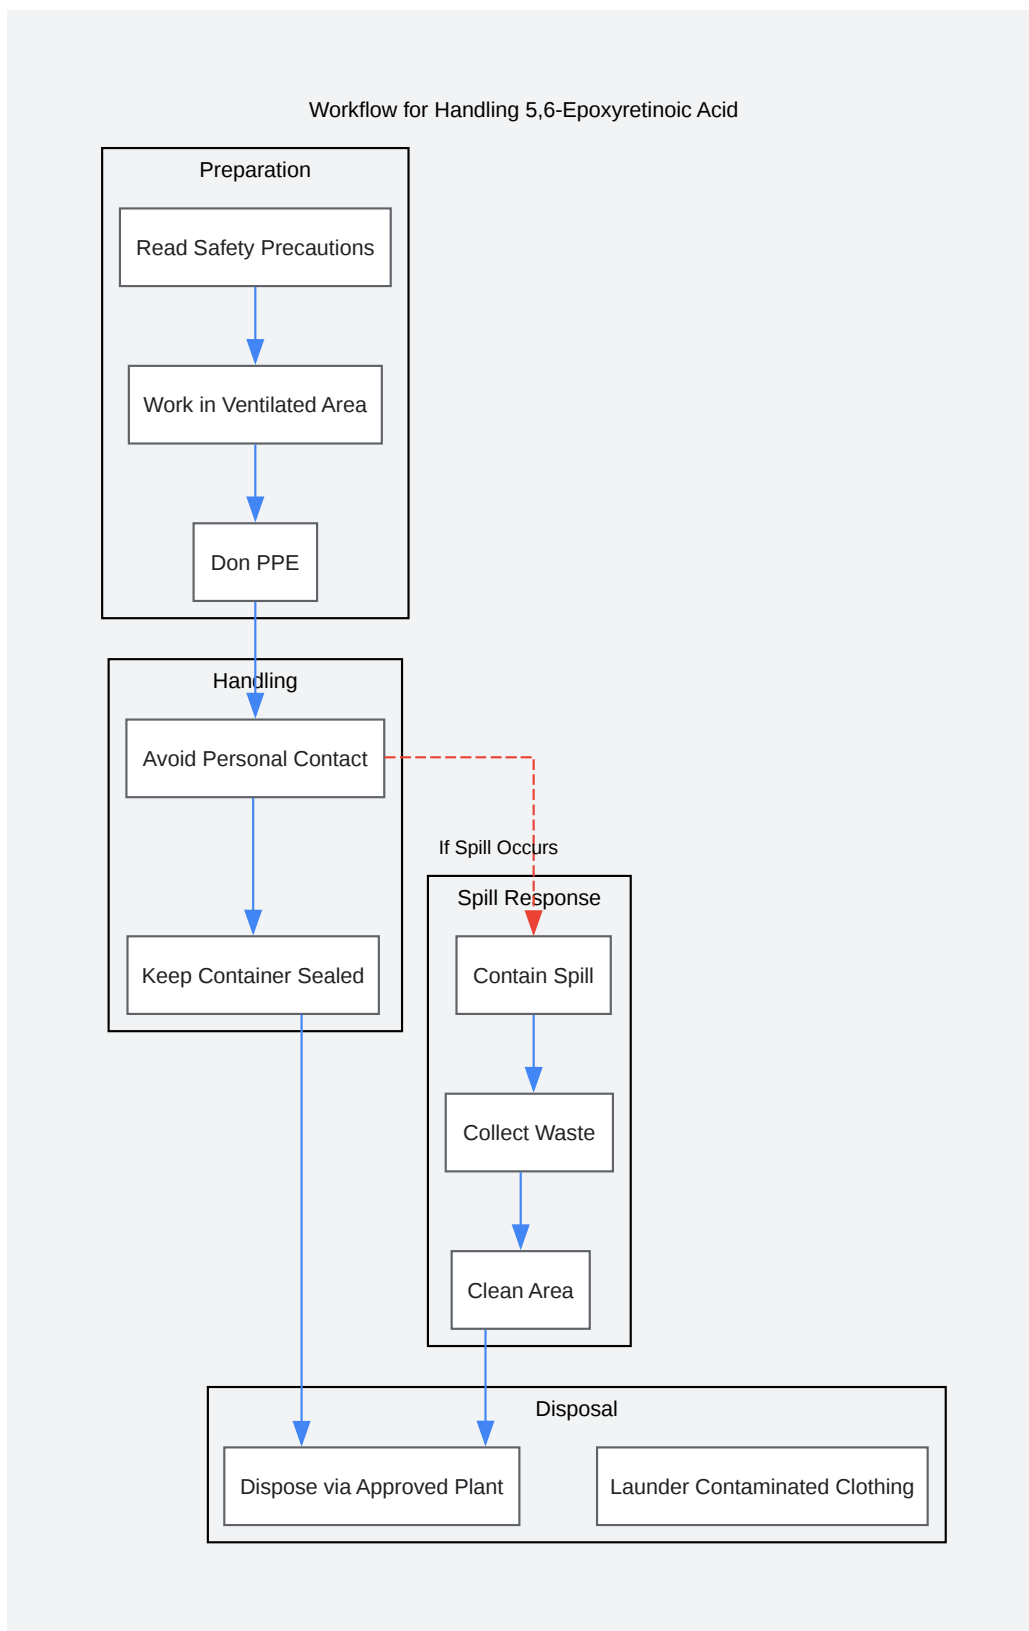 Workflow for Handling 5,6-Epoxyretinoic Acid
Preparation
Read Safety Precautions
Work in Ventilated Area
Don PPE
Handling
Avoid Personal Contact
If Spill Occurs
Spill Response
Keep Container Sealed
Contain Spill
Collect Waste
Clean Area
Disposal
Dispose via Approved Plant
Launder Contaminated Clothing